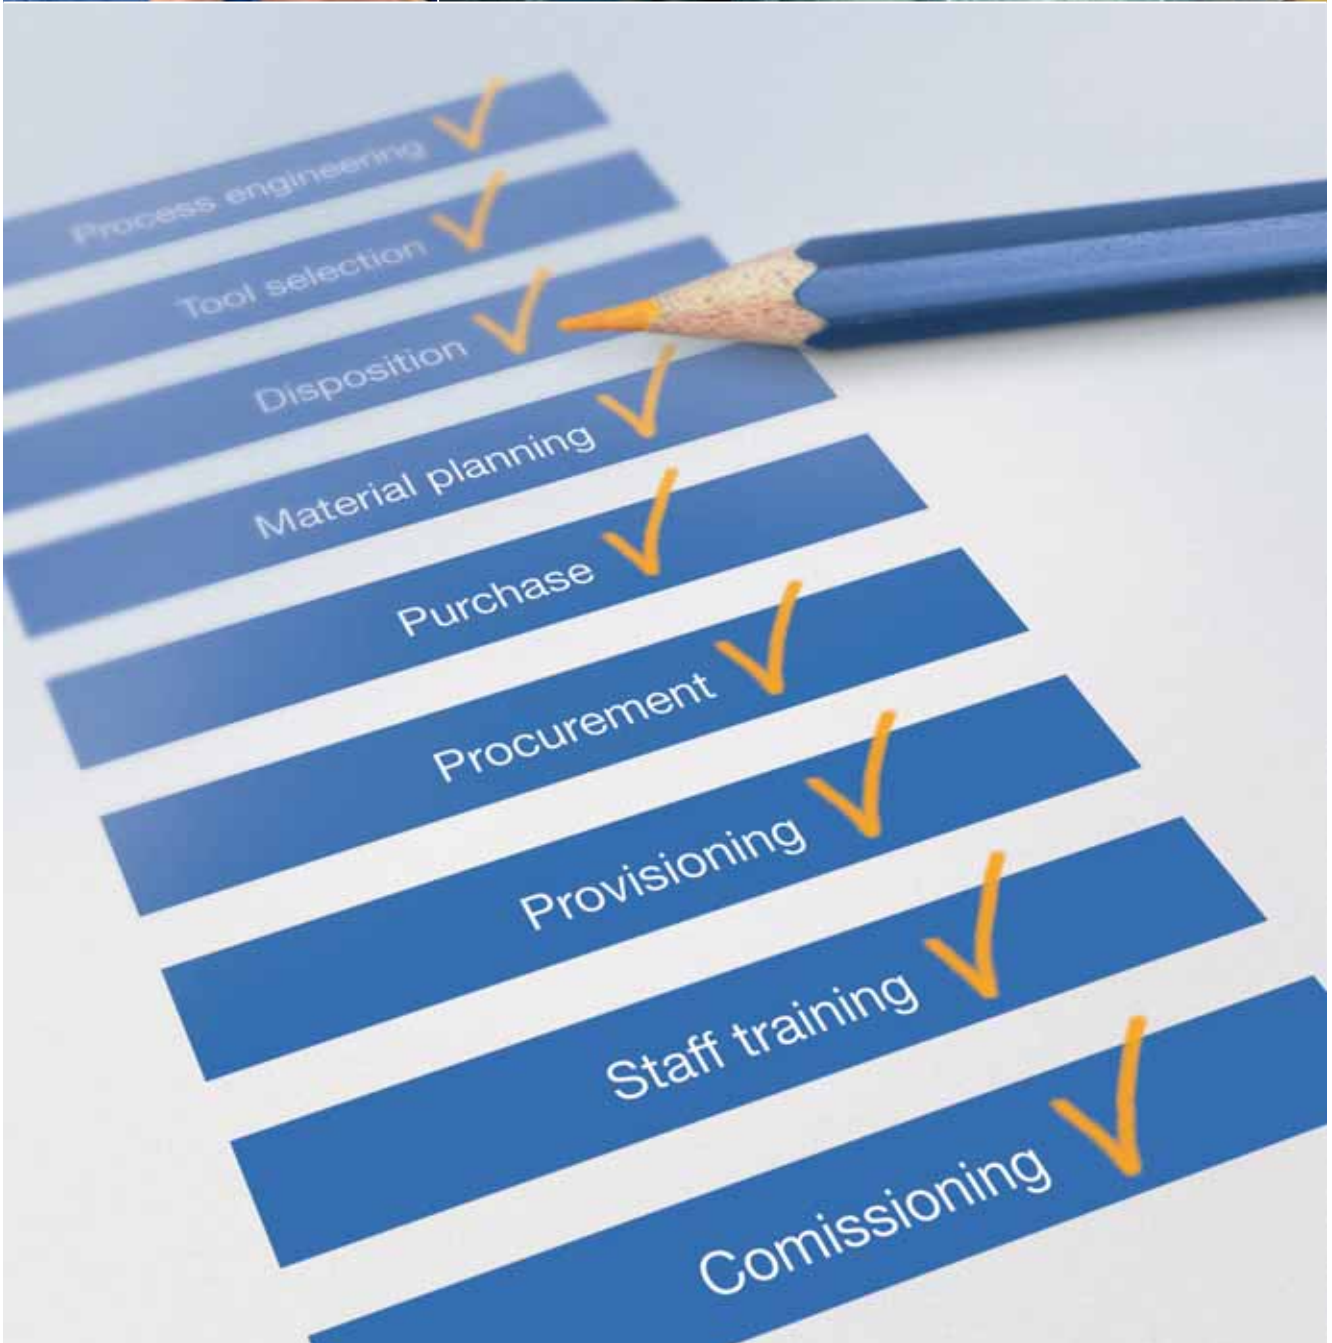 Process engineering
Tool selection
Disposition
Material planning
Purchase
Procurement
Provisioning
Staff training
Comissioning